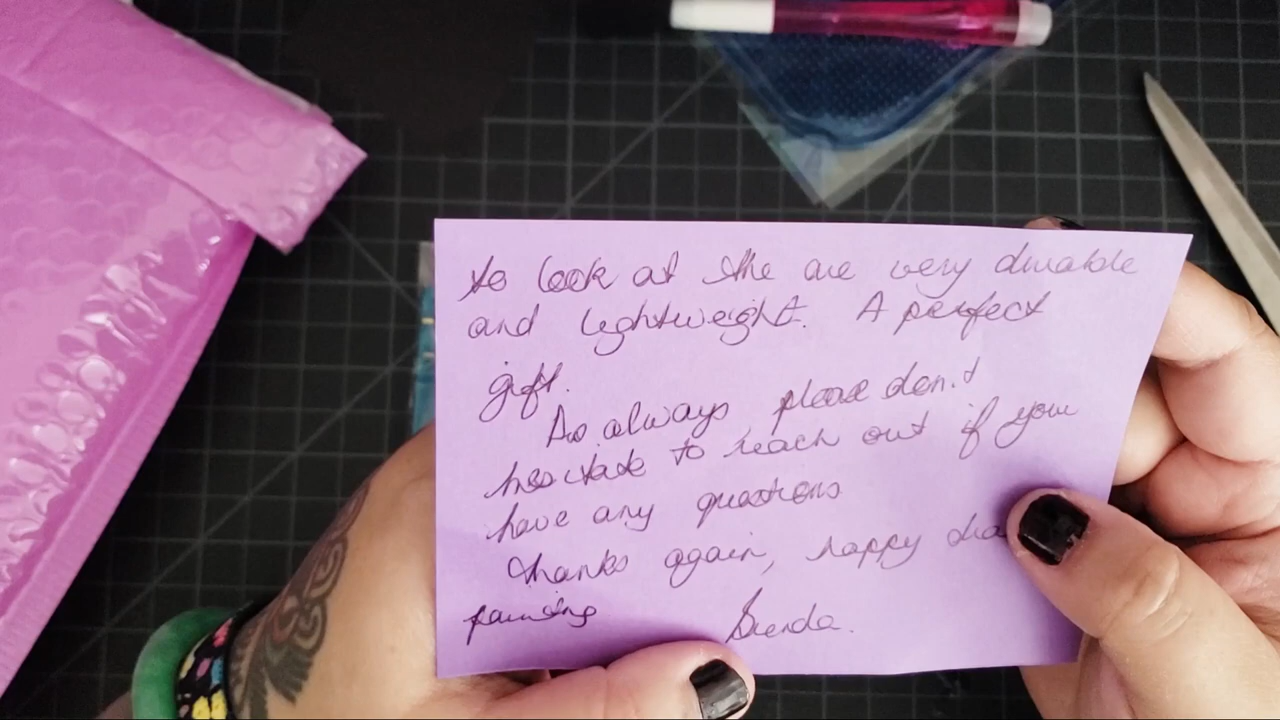 to look at the are very durable
and lightweight. A perfect
gift.
As always, please don't
hesitate to reach out if you
have any questions
thanks again, happy dia
painting
Brenda.